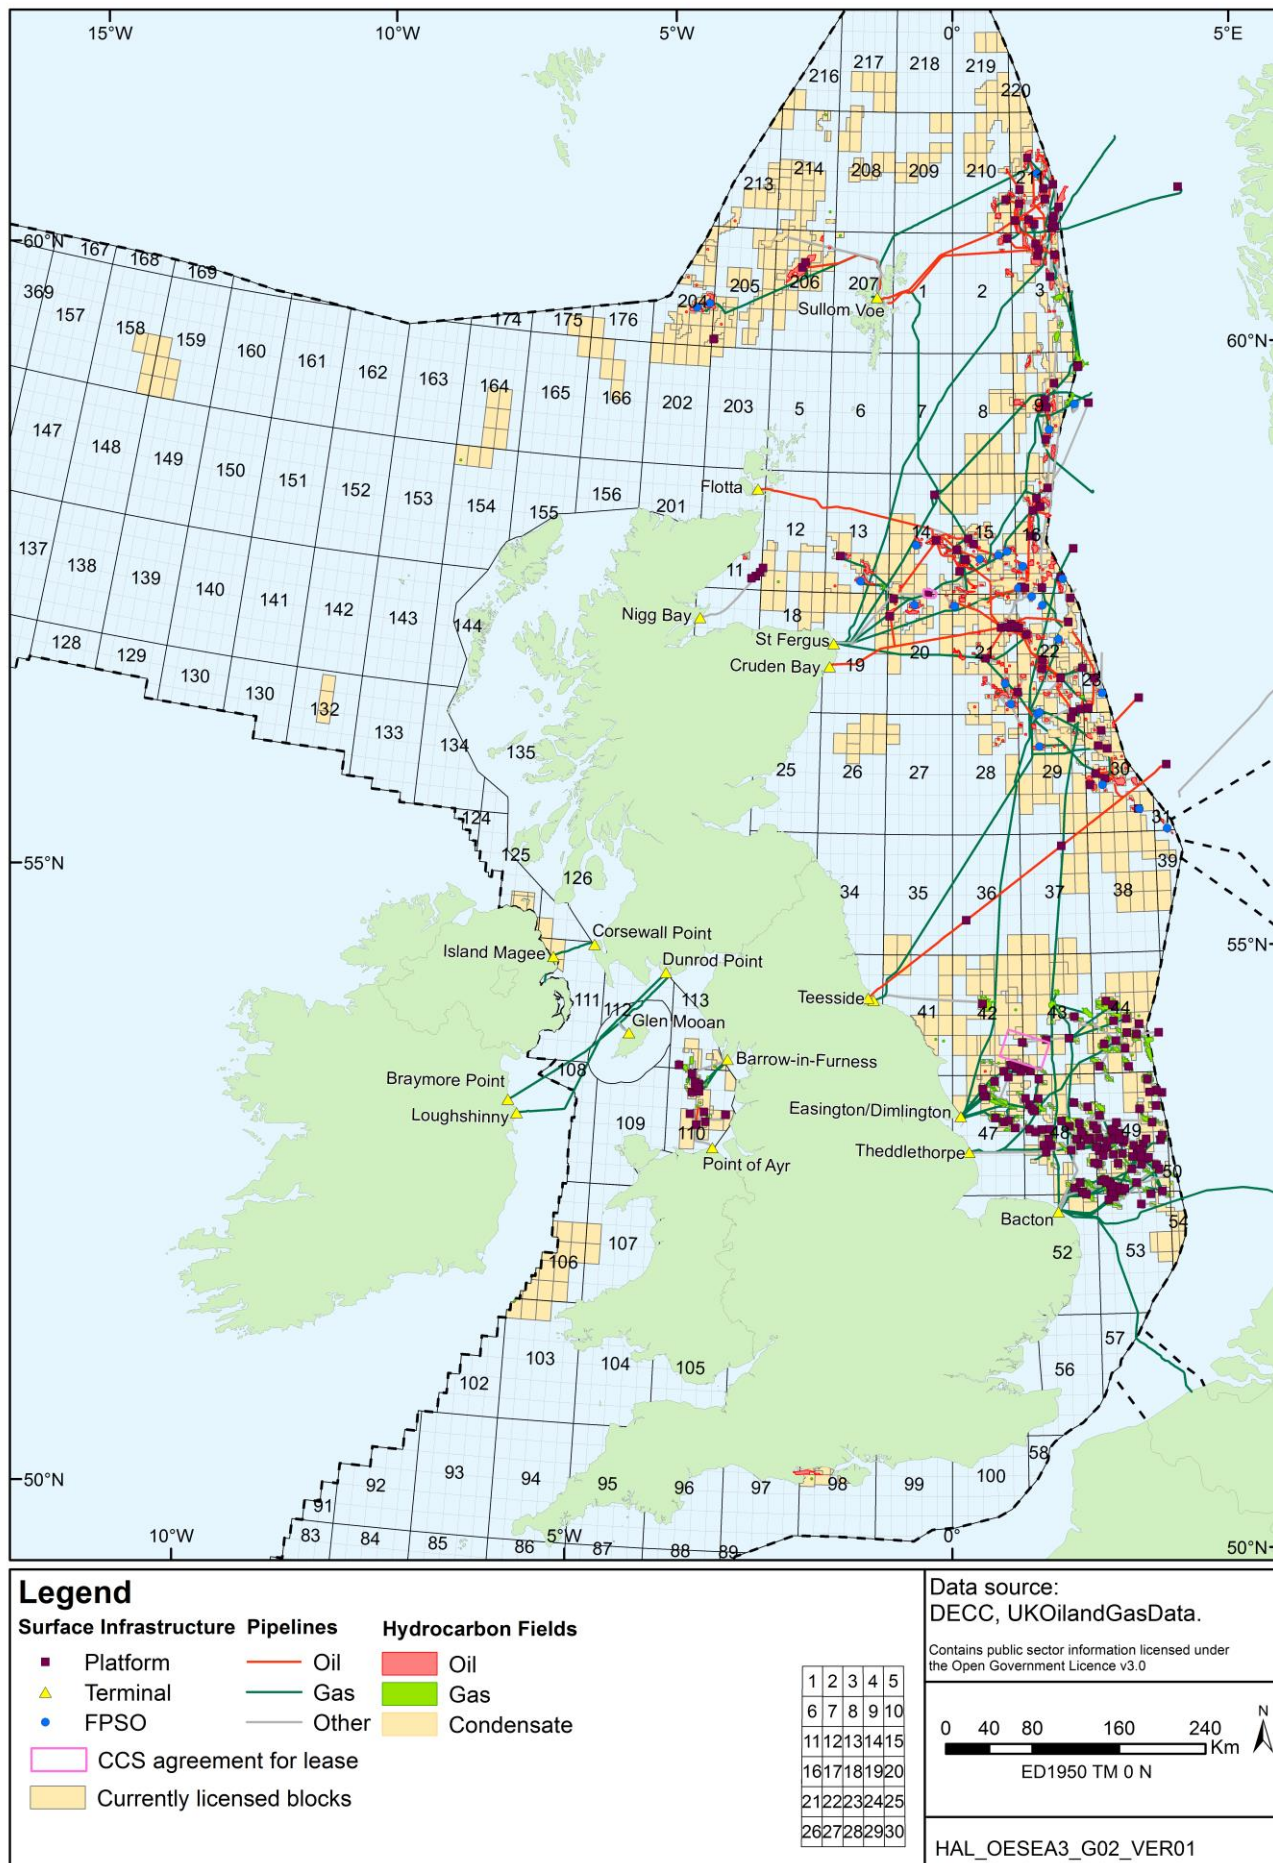 15°W 10°W 5°W 0° 5°E
216 217 218 219
220
213 214 208 209 210 211
60°N
167 168 169
369 157 158 159 160 161 162 163 164 165 166
174 175 176
204 205 206 207 1 2 3
Sullom Voe
60°N
202 203 5 6 7 8 9
147 148 149 150 151 152 153 154 155 156 201
Flotta
12 13 14 15 16
137 138 139 140 141 142 143 144
11
Nigg Bay
18
St Fergus
Cruden Bay
19 20 21 22 23
128 129 130 130 132 133 134 135
25 26 27 28 29 30
31
124
125
126
55°N
34 35 36 37 38 39
Corsewall Point
Island Magee
Dunrod Point
55°N
111 112 113
Glen Mooan
Teesside
41 42 43 44
Barrow-in-Furness
108
Braymore Point
Loughshinny
109 110
Point of Ayr
Easington/Dimlington
47 48 49 50
Theddlethorpe
Bacton
52 53 54
106 107
102 103 104 105
56 57
58
50°N
91 92 93 94 95 96 97 98 99 100
83 84 85 86 87 88 89
10°W 5°W 0° 50°N
Legend
Surface Infrastructure Pipelines Hydrocarbon Fields
Platform Oil Oil
Terminal Gas Gas
FPSO Other Condensate
CCS agreement for lease
Currently licensed blocks
1 2 3 4 5
6 7 8 9 10
11 12 13 14 15
16 17 18 19 20
21 22 23 24 25
26 27 28 29 30
Data source:
DECC, UKOilandGasData.
Contains public sector information licensed under
the Open Government Licence v3.0
N
0 40 80 160 240
Km
ED1950 TM 0 N
HAL_OESEA3_G02_VER01